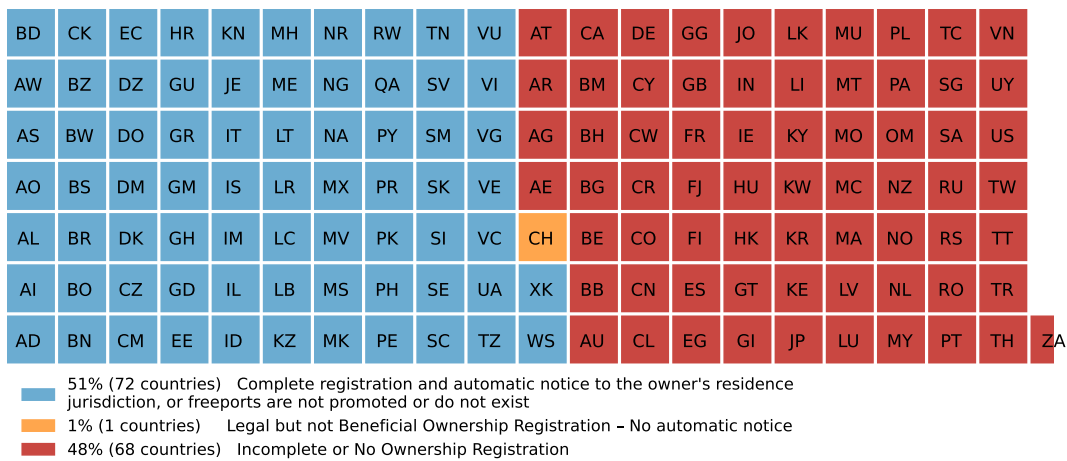 BD CK EC HR KN MH NR RW TN VU AT CA DE GG JO LK MU PL TC VN
AW BZ DZ GU JE ME NG QA SV VI AR BM CY GB IN LI MT PA SG UY
AS BW DO GR IT LT NA PY SM VG AG BH CW FR IE KY MO OM SA US
AO BS DM GM IS LR MX PR SK VE AE BG CR FJ HU KW MC NZ RU TW
AL BR DK GH IM LC MV PK SI VC CH BE CO FI HK KR MA NO RS TT
AI BO CZ GD IL LB MS PH SE UA XK BB CN ES GT KE LV NL RO TR
AD BN CM EE ID KZ MK PE SC TZ WS AU CL EG GI JP LU MY PT TH ZA
51% (72 countries) Complete registration and automatic notice to the owner's residence
jurisdiction, or freeports are not promoted or do not exist
1% (1 countries) Legal but not Beneficial Ownership Registration – No automatic notice
48% (68 countries) Incomplete or No Ownership Registration